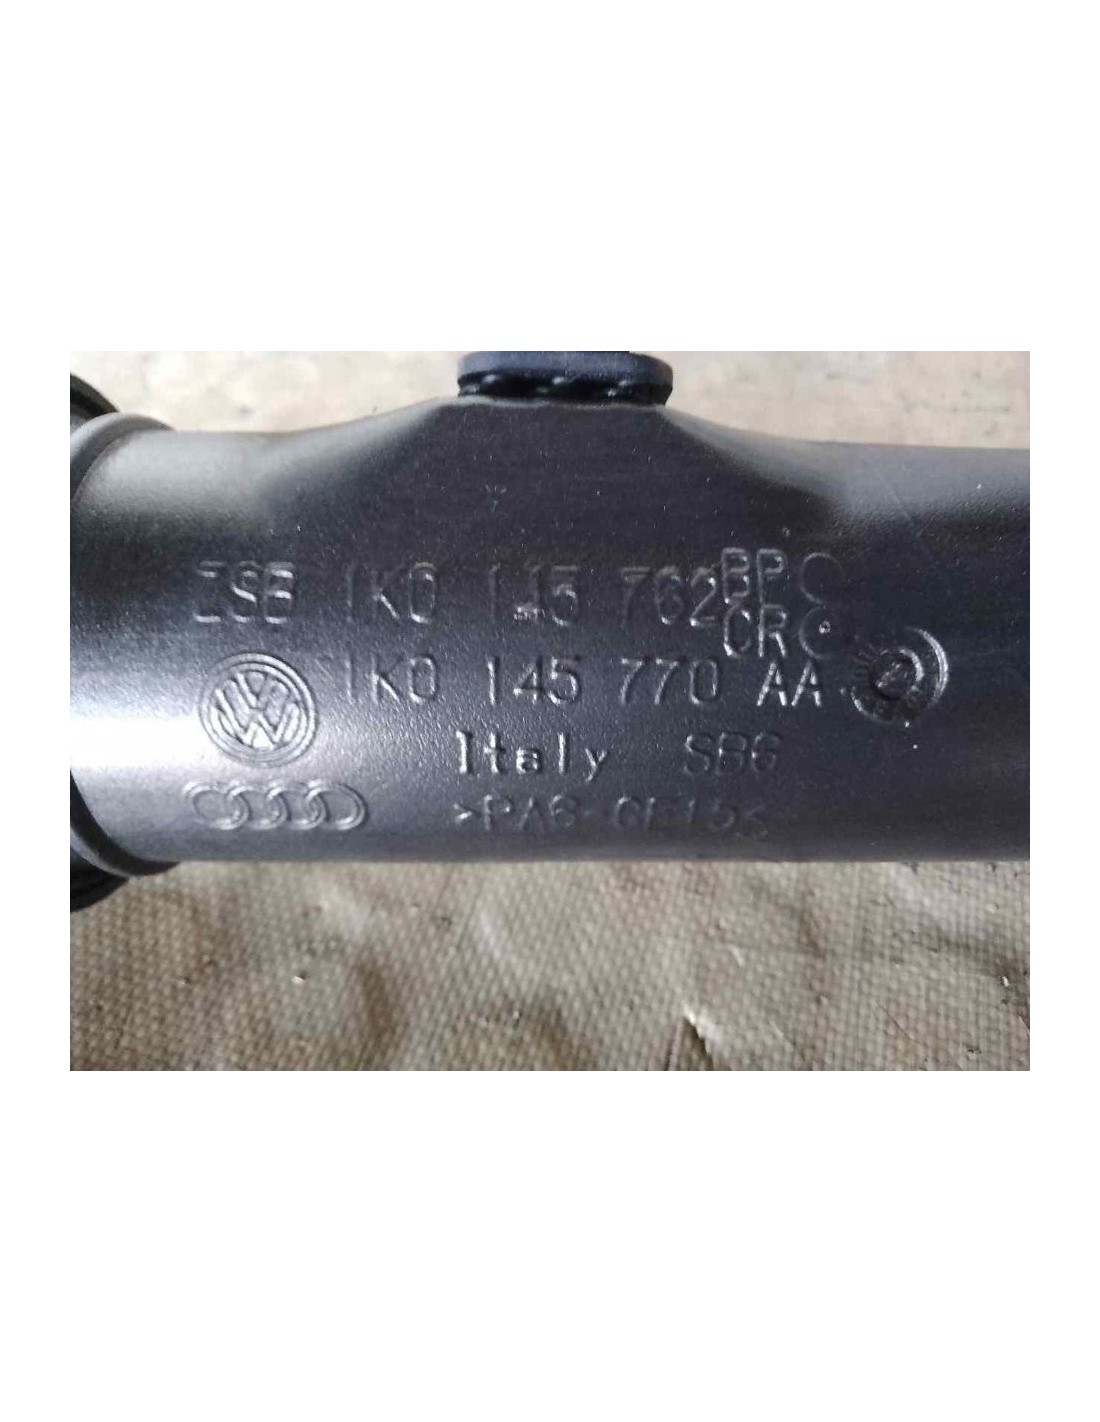 ZSB 1K0 145 762 BP
CR
1K0 145 770 AA
Italy SB6
>PA6-GF15<